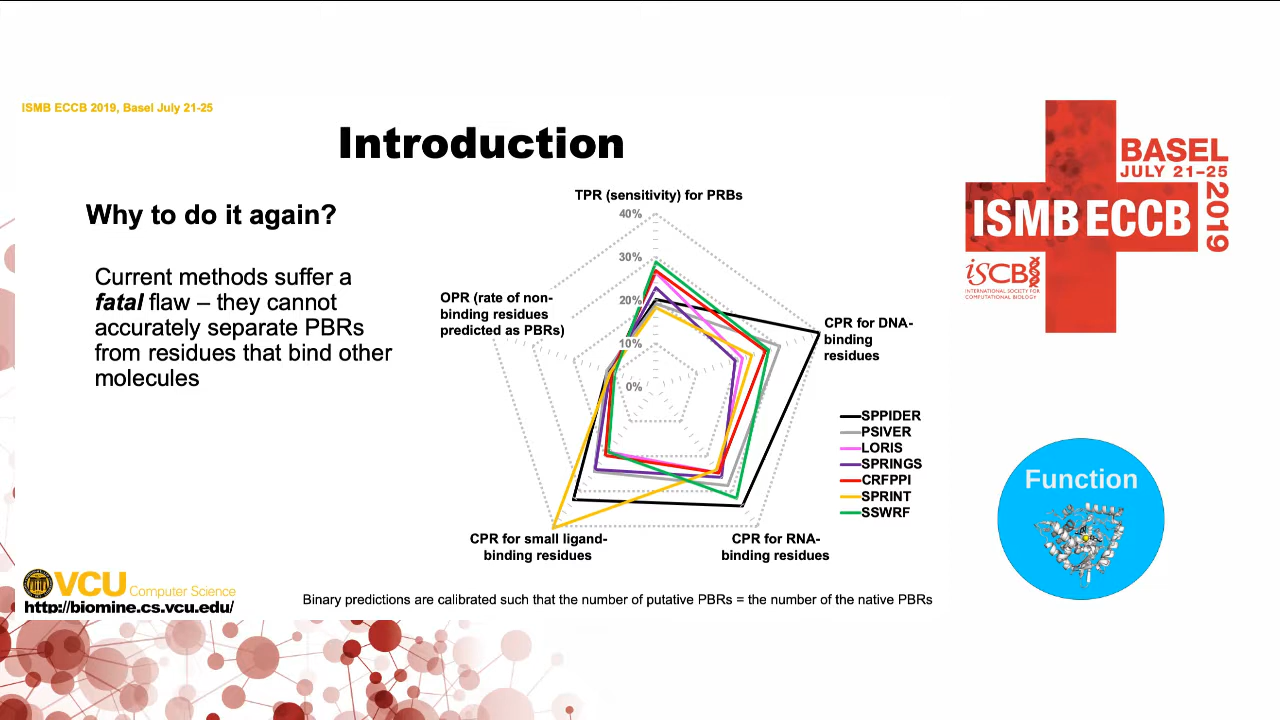 ISMB ECCB 2019, Basel July 21-25
Introduction
Why to do it again?
Current methods suffer a
fatal flaw – they cannot
accurately separate PBRs
from residues that bind other
molecules
TPR (sensitivity) for PRBs
40%
30%
20%
10%
0%
OPR (rate of non-
binding residues
predicted as PBRs)
CPR for DNA-
binding
residues
SPPIDER
PSIVER
LORIS
SPRINGS
CRFPPI
SPRINT
SSWRF
CPR for small ligand-
binding residues
CPR for RNA-
binding residues
Binary predictions are calibrated such that the number of putative PBRs = the number of the native PBRs
VCU Computer Science
http://biomine.cs.vcu.edu/
BASEL
JULY 21–25
2019
ISMB ECCB
ISCB
INTERNATIONAL SOCIETY FOR
COMPUTATIONAL BIOLOGY
Function